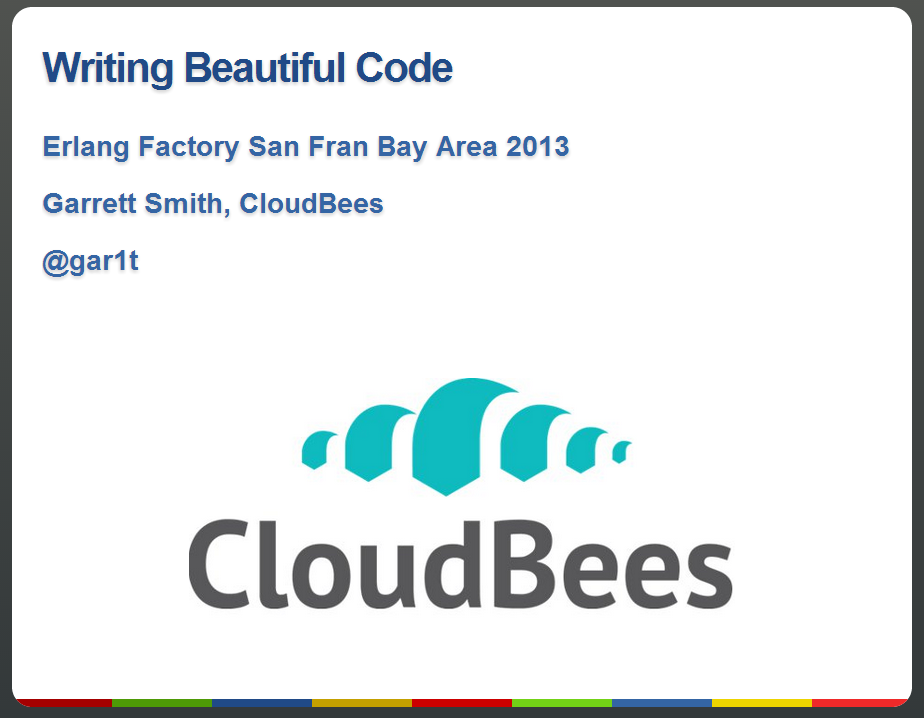 Writing Beautiful Code
Erlang Factory San Fran Bay Area 2013
Garrett Smith, CloudBees
@gar1t
CloudBees